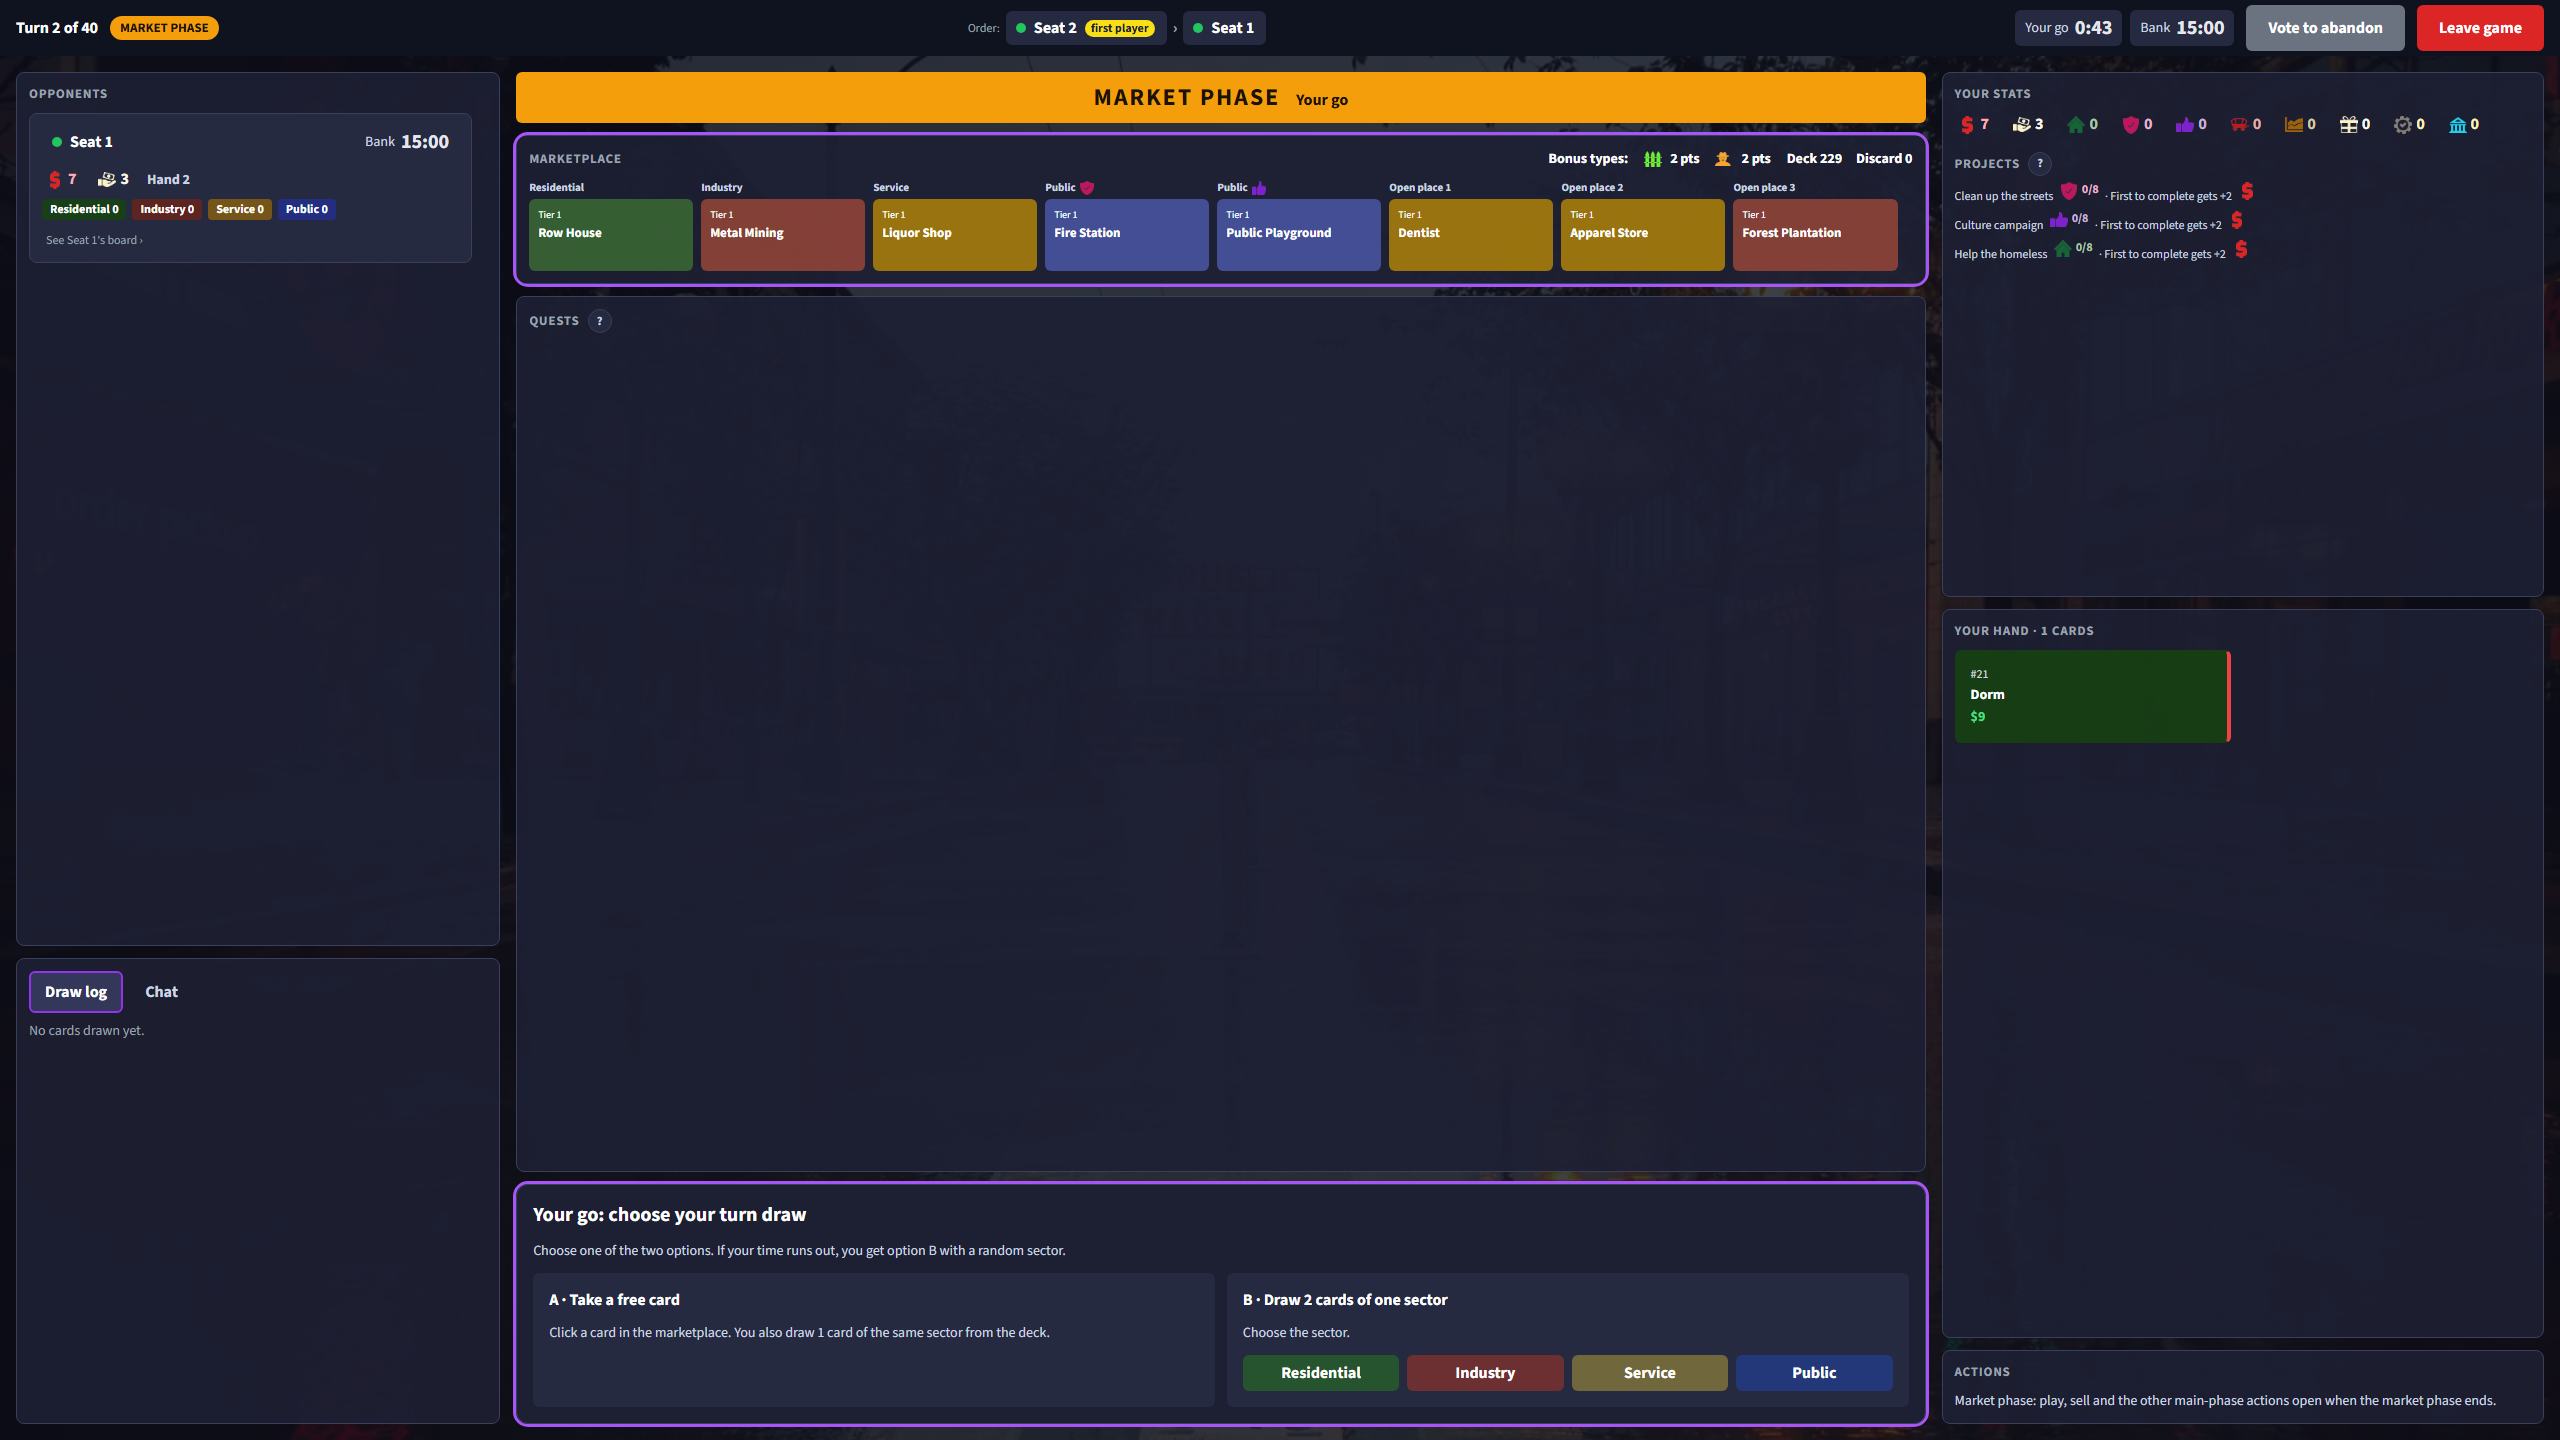 Turn 2 of 40 MARKET PHASE
Order: Seat 2 first player › Seat 1
Your go 0:43 Bank 15:00 Vote to abandon Leave game
OPPONENTS
Seat 1 Bank 15:00
7 3 Hand 2
Residential 0 Industry 0 Service 0 Public 0
See Seat 1's board ›
Draw log Chat
No cards drawn yet.
MARKET PHASE Your go
MARKETPLACE Bonus types: 2 pts 2 pts Deck 229 Discard 0
Residential Industry Service Public Public Open place 1 Open place 2 Open place 3
Tier 1 Tier 1 Tier 1 Tier 1 Tier 1 Tier 1 Tier 1 Tier 1
Row House Metal Mining Liquor Shop Fire Station Public Playground Dentist Apparel Store Forest Plantation
QUESTS ?
Your go: choose your turn draw
Choose one of the two options. If your time runs out, you get option B with a random sector.
A · Take a free card
Click a card in the marketplace. You also draw 1 card of the same sector from the deck.
B · Draw 2 cards of one sector
Choose the sector.
Residential Industry Service Public
YOUR STATS
$ 7 3 0 0 0 0 0 0 0 0
PROJECTS ?
Clean up the streets 0/8 · First to complete gets +2 $
Culture campaign 0/8 · First to complete gets +2 $
Help the homeless 0/8 · First to complete gets +2 $
YOUR HAND · 1 CARDS
#21
Dorm
$9
ACTIONS
Market phase: play, sell and the other main-phase actions open when the market phase ends.